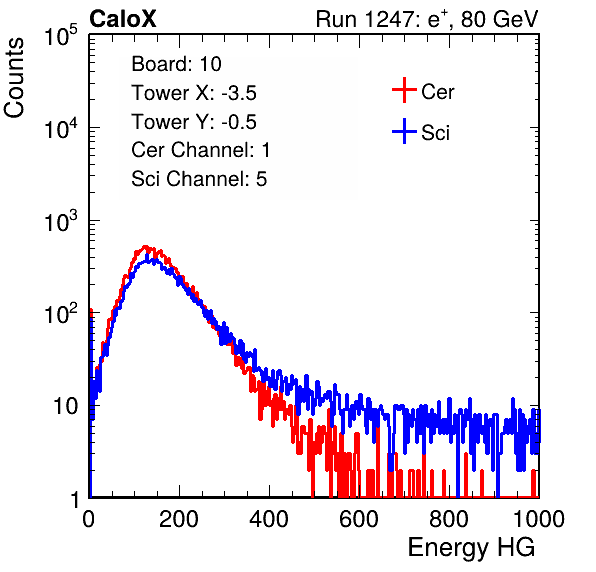 CaloX Run 1247: e⁺, 80 GeV
Counts
10⁵
10⁴
10³
10²
10
1
Board: 10
Tower X: -3.5
Tower Y: -0.5
Cer Channel: 1
Sci Channel: 5
Cer
Sci
0 200 400 600 800 1000
Energy HG